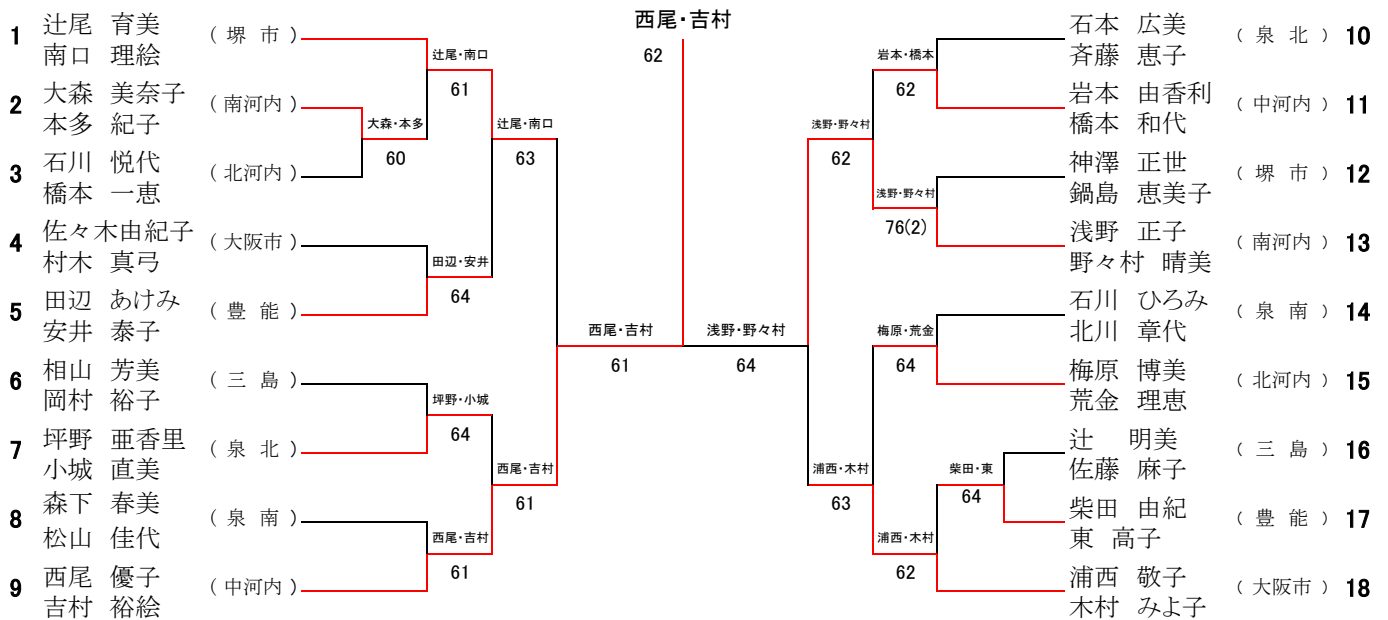 西尾・吉村
62
1 辻尾 育美
南口 理絵
(堺 市)
2 大森 美奈子
本多 紀子
(南河内)
3 石川 悦代
橋本 一恵
(北河内)
4 佐々木由紀子
村木 真弓
(大阪市)
5 田辺 あけみ
安井 泰子
(豊 能)
6 相山 芳美
岡村 裕子
(三 島)
7 坪野 亜香里
小城 直美
(泉 北)
8 森下 春美
松山 佳代
(泉 南)
9 西尾 優子
吉村 裕絵
(中河内)
大森・本多
60
辻尾・南口
61
田辺・安井
64
坪野・小城
64
西尾・吉村
61
辻尾・南口
63
西尾・吉村
61
西尾・吉村
61
浅野・野々村
64
浅野・野々村
62
浦西・木村
63
岩本・橋本
62
浅野・野々村
76(2)
梅原・荒金
64
浦西・木村
62
柴田・東
64
石本 広美
斉藤 恵子
(泉 北) 10
岩本 由香利
橋本 和代
(中河内) 11
神澤 正世
鍋島 恵美子
(堺 市) 12
浅野 正子
野々村 晴美
(南河内) 13
石川 ひろみ
北川 章代
(泉 南) 14
梅原 博美
荒金 理恵
(北河内) 15
辻 明美
佐藤 麻子
(三 島) 16
柴田 由紀
東 高子
(豊 能) 17
浦西 敬子
木村 みよ子
(大阪市) 18